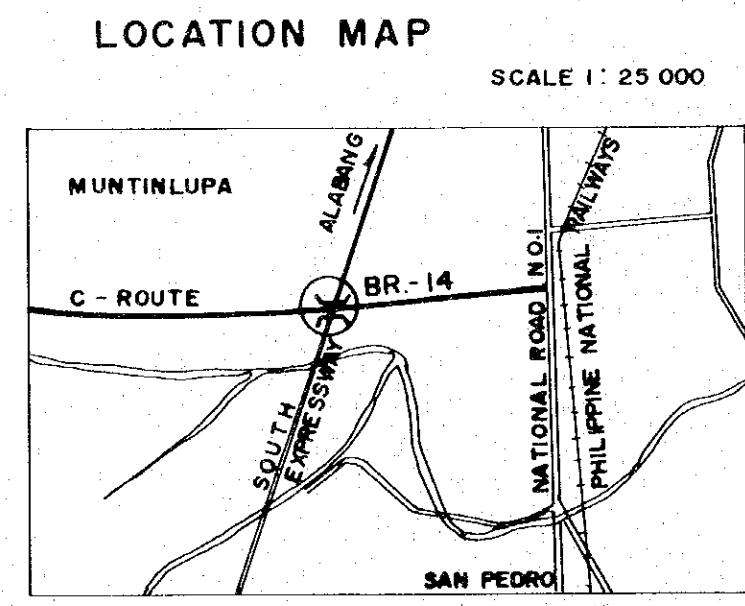 LOCATION MAP
SCALE 1: 25 000
MUNTINLUPA
ALABANG
C - ROUTE
BR.- 14
SOUTH
EXPRESSWAY
NATIONAL ROAD NO.1
PHILIPPINE NATIONAL RAILWAYS
SAN PEDRO